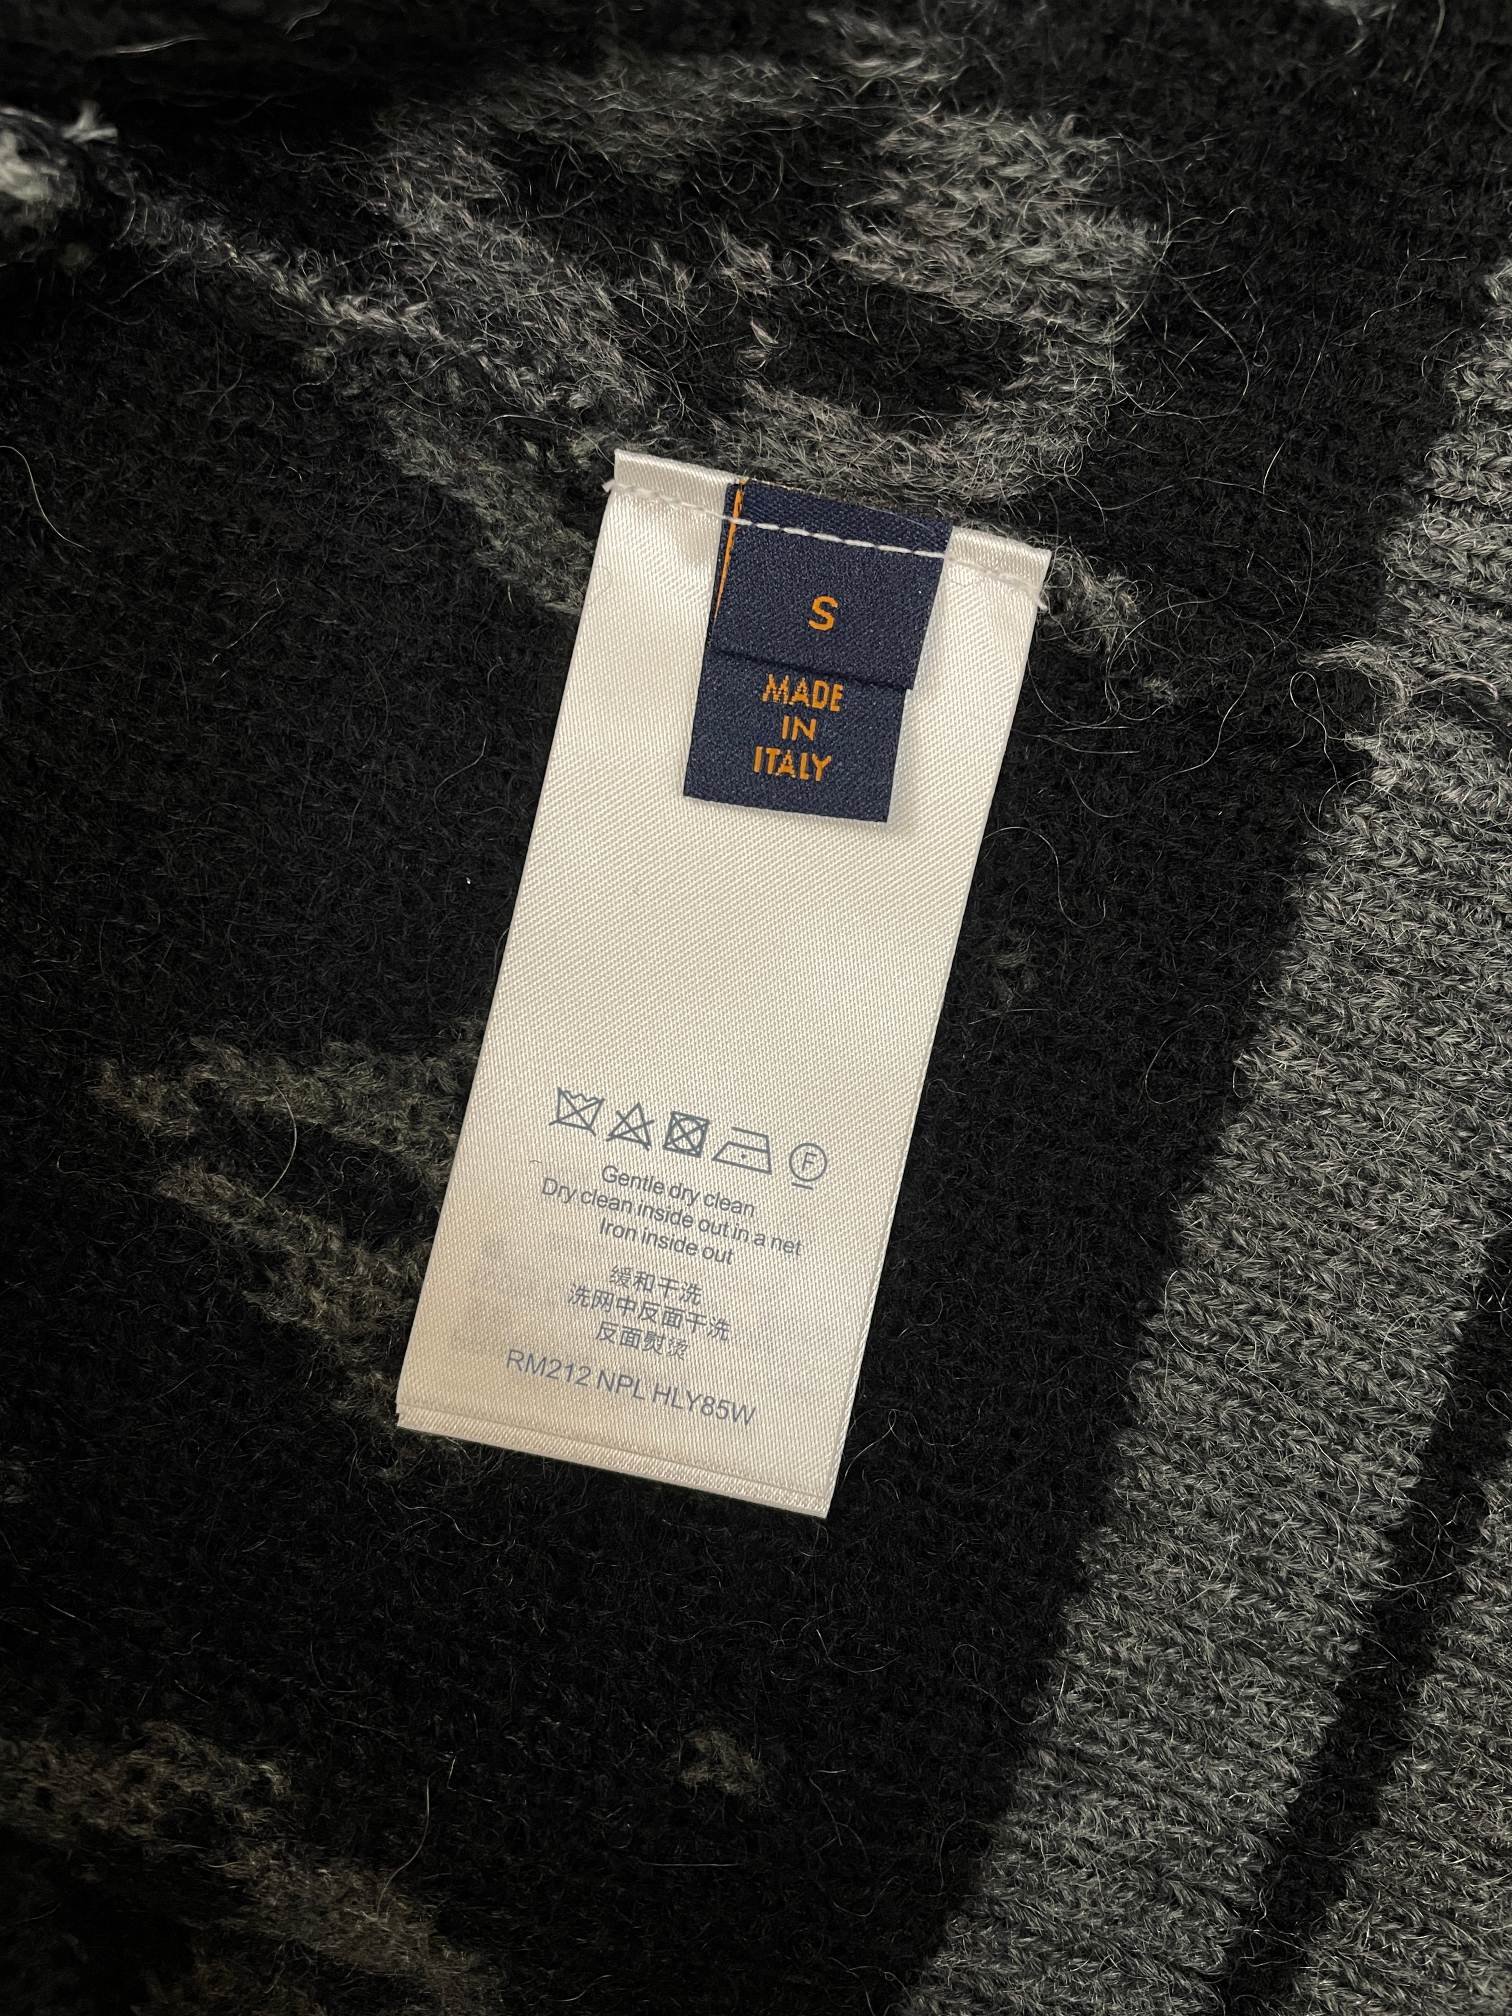 S
MADE
IN
ITALY
F
Gentle dry clean
Dry clean inside out in a net
Iron inside out
缓和干洗
洗网中反面干洗
反面熨烫
RM212 NPL HLY85W